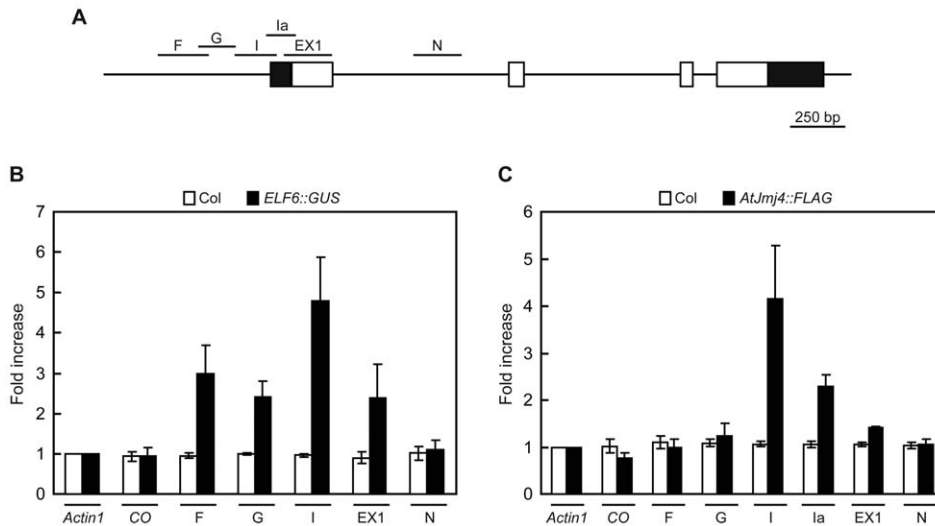 A
Ia
F G I EX1 N
250 bp
B
Col ELF6::GUS
Fold increase
7
6
5
4
3
2
1
0
Actin1 CO F G I EX1 N
C
Col AtJmj4::FLAG
Fold increase
6
5
4
3
2
1
0
Actin1 CO F G I Ia EX1 N